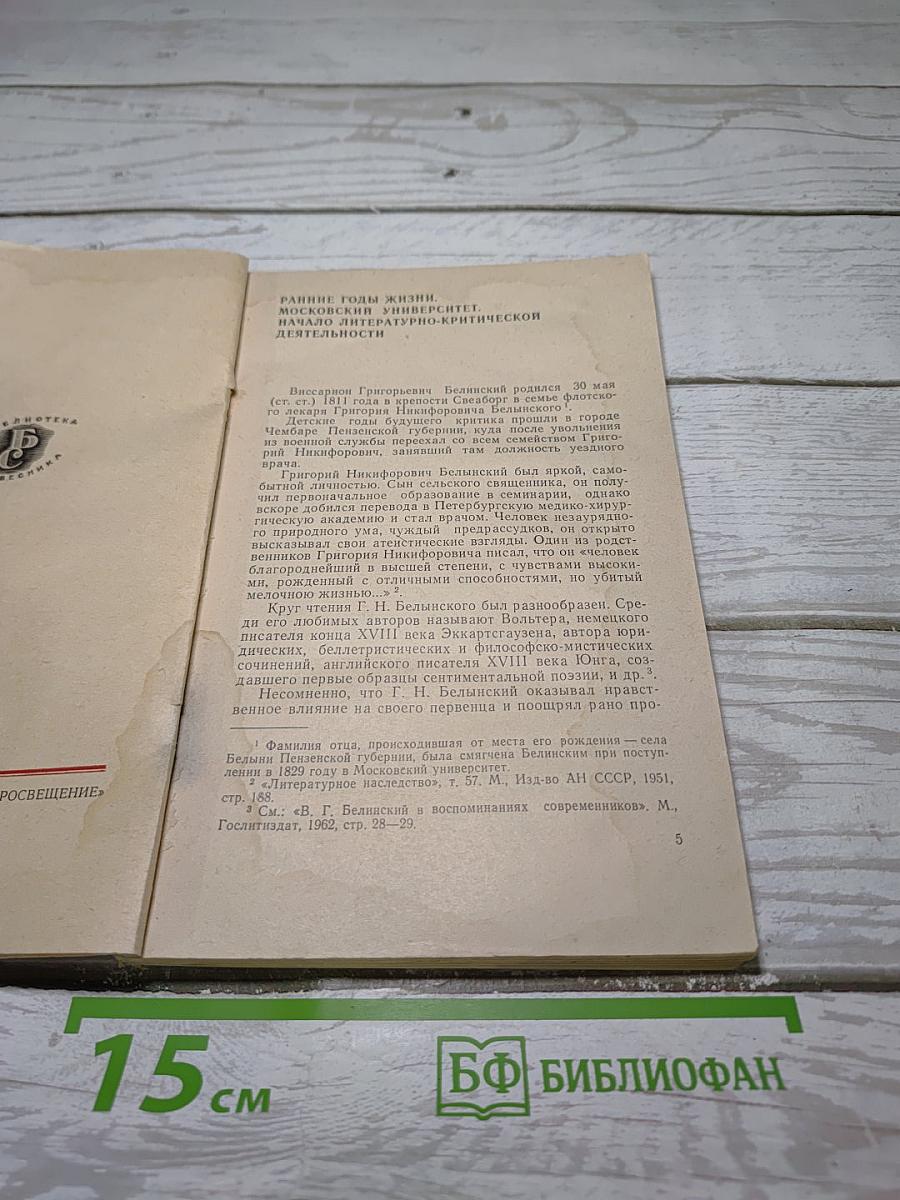 БИБЛИОТЕКА
БС
СЛОВЕСНИКА
ПРОСВЕЩЕНИЕ»
РАННИЕ ГОДЫ ЖИЗНИ.
МОСКОВСКИЙ УНИВЕРСИТЕТ.
НАЧАЛО ЛИТЕРАТУРНО-КРИТИЧЕСКОЙ
ДЕЯТЕЛЬНОСТИ
Виссарион Григорьевич Белинский родился 30 мая
(ст. ст.) 1811 года в крепости Свеаборг в семье флотско-
го лекаря Григория Никифоровича Белынского¹.
Детские годы будущего критика прошли в городе
Чембаре Пензенской губернии, куда после увольнения
из военной службы переехал со всем семейством Григо-
рий Никифорович, занявший там должность уездного
врача.
Григорий Никифорович Белынский был яркой, само-
бытной личностью. Сын сельского священника, он полу-
чил первоначальное образование в семинарии, однако
вскоре добился перевода в Петербургскую медико-хирур-
гическую академию и стал врачом. Человек незаурядно-
го природного ума, чуждый предрассудков, он открыто
высказывал свои атеистические взгляды. Один из родст-
венников Григория Никифоровича писал, что он «человек
благороднейший в высшей степени, с чувствами высоки-
ми, рожденный с отличными способностями, но убитый
мелочною жизнью...»².
Круг чтения Г. Н. Белынского был разнообразен. Сре-
ди его любимых авторов называют Вольтера, немецкого
писателя конца XVIII века Эккартсгаузена, автора юри-
дических, беллетристических и философско-мистических
сочинений, английского писателя XVIII века Юнга, соз-
давшего первые образцы сентиментальной поэзии, и др.³.
Несомненно, что Г. Н. Белынский оказывал нравст-
венное влияние на своего первенца и поощрял рано про-
¹ Фамилия отца, происходившая от места его рождения — села
Белыни Пензенской губернии, была смягчена Белинским при поступ-
лении в 1829 году в Московский университет.
² «Литературное наследство», т. 57. М., Изд-во АН СССР, 1951,
стр. 188.
³ См.: «В. Г. Белинский в воспоминаниях современников». М.,
Гослитиздат, 1962, стр. 28—29.
5
15 см
БФ БИБЛИОФАН